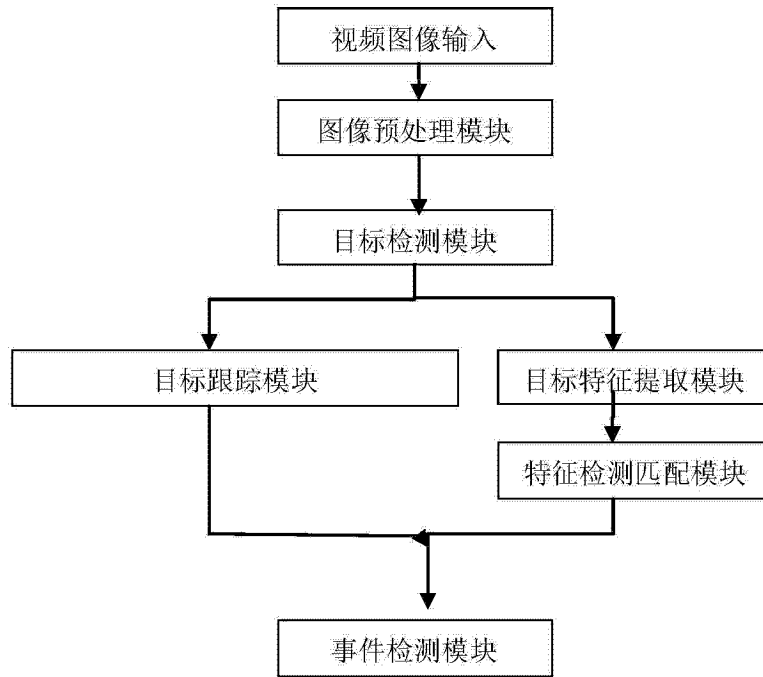 视频图像输入
图像预处理模块
目标检测模块
目标跟踪模块
目标特征提取模块
特征检测匹配模块
事件检测模块